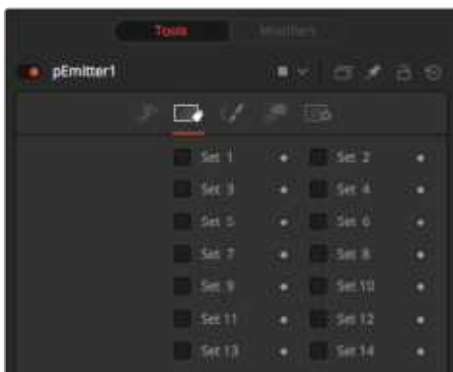 Tools Modifiers
pEmitter1
Set 1 Set 2
Set 3 Set 4
Set 5 Set 6
Set 7 Set 8
Set 9 Set 10
Set 11 Set 12
Set 13 Set 14